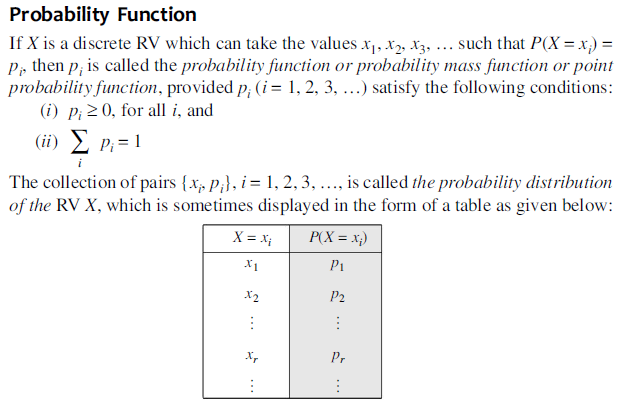 Probability Function
If X is a discrete RV which can take the values x₁, x₂, x₃, … such that P(X = xᵢ) =
pᵢ, then pᵢ is called the probability function or probability mass function or point
probability function, provided pᵢ (i = 1, 2, 3, …) satisfy the following conditions:
(i) pᵢ ≥ 0, for all i, and
(ii) ∑ pᵢ = 1
i
The collection of pairs {xᵢ, pᵢ}, i = 1, 2, 3, …, is called the probability distribution
of the RV X, which is sometimes displayed in the form of a table as given below:
X = xᵢ P(X = xᵢ)
x₁ p₁
x₂ p₂
⋮ ⋮
xᵣ pᵣ
⋮ ⋮